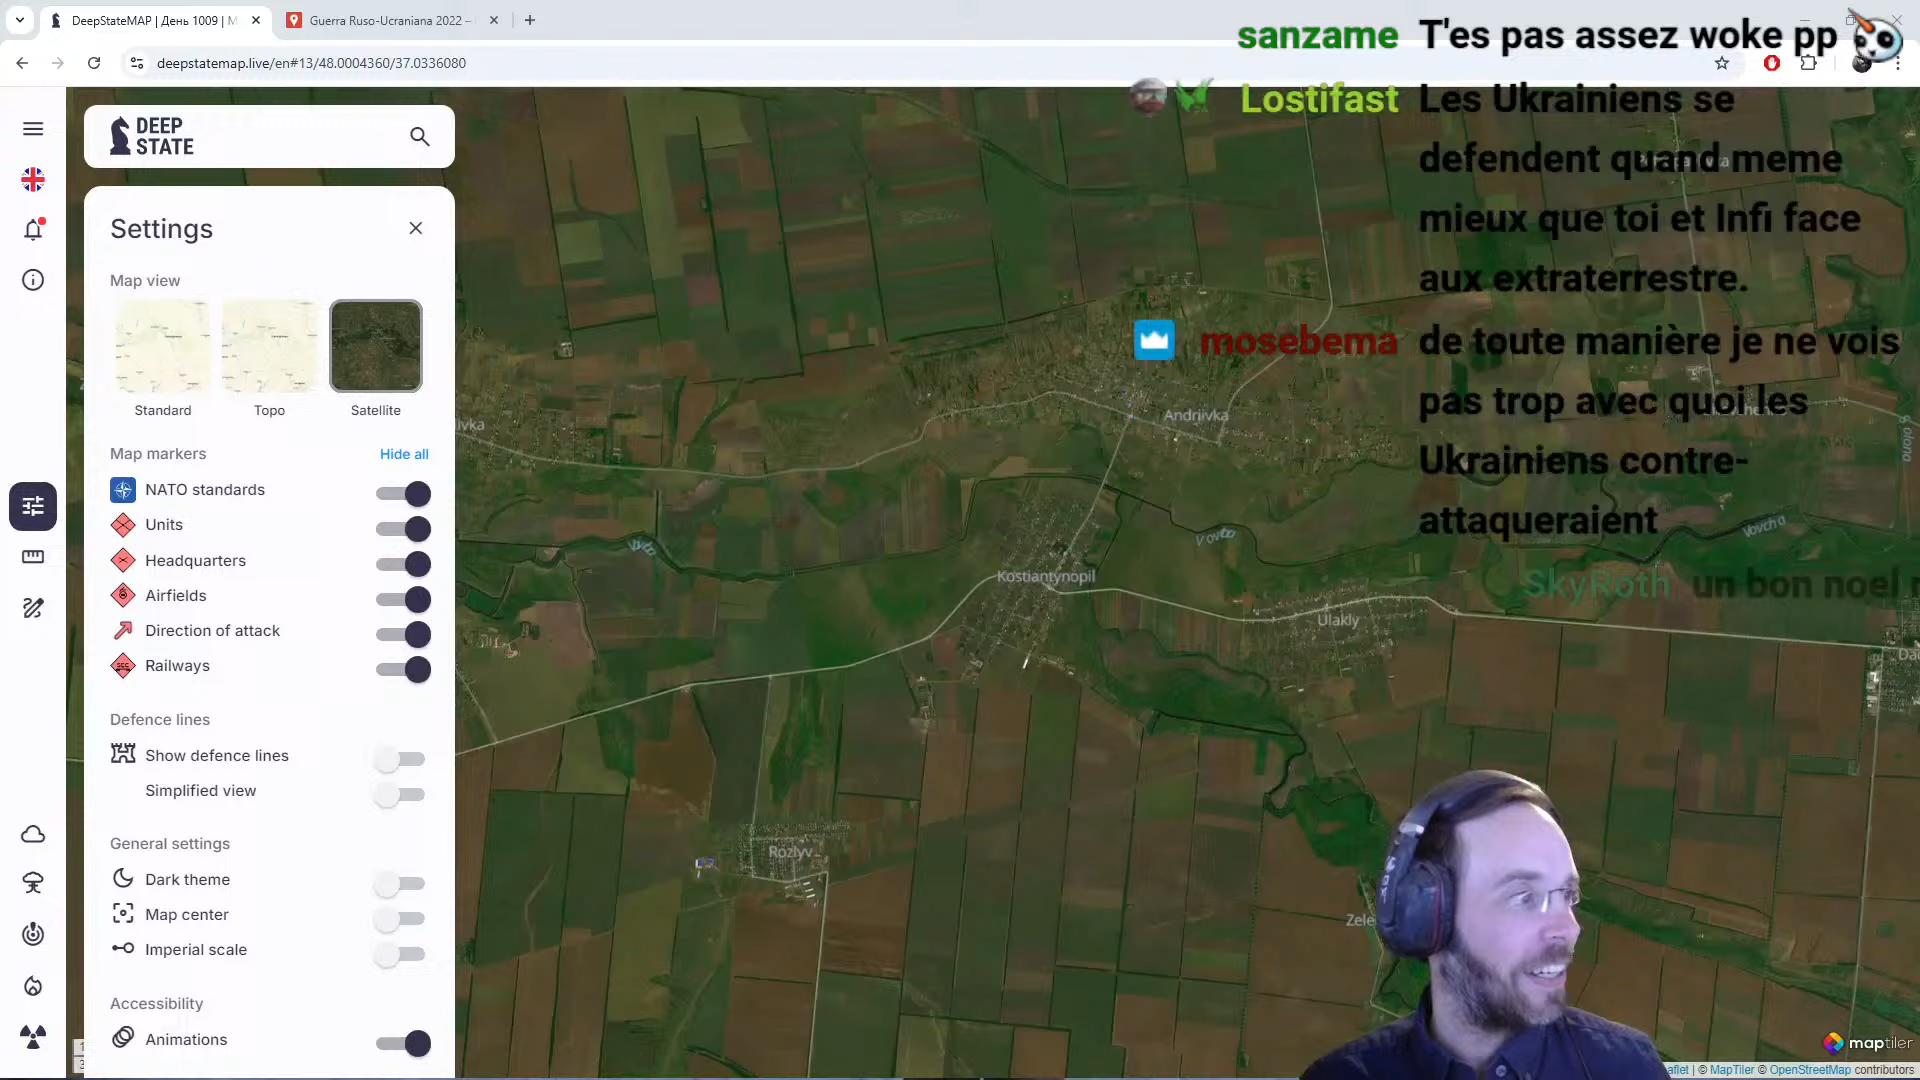 DeepStateMAP | День 1009 | М
Guerra Ruso-Ucraniana 2022 –
deepstatemap.live/en#13/48.0004360/37.0336080
sanzame T'es pas assez woke pp
Lostifast Les Ukrainiens se
defendent quand meme
mieux que toi et Infi face
aux extraterrestre.
mosebema de toute manière je ne vois
pas trop avec quoi les
Ukrainiens contre-
attaqueraient
SkyRoth un bon noel
DEEP
STATE
Settings
Map view
Standard
Topo
Satellite
Map markers
Hide all
NATO standards
Units
Headquarters
Airfields
Direction of attack
Railways
Defence lines
Show defence lines
Simplified view
General settings
Dark theme
Map center
Imperial scale
Accessibility
Animations
Andriivka
Kostiantynopil
Ulakly
Rozlyv
Zele
Vovcha
maptiler
aflet | © MapTiler © OpenStreetMap contributors